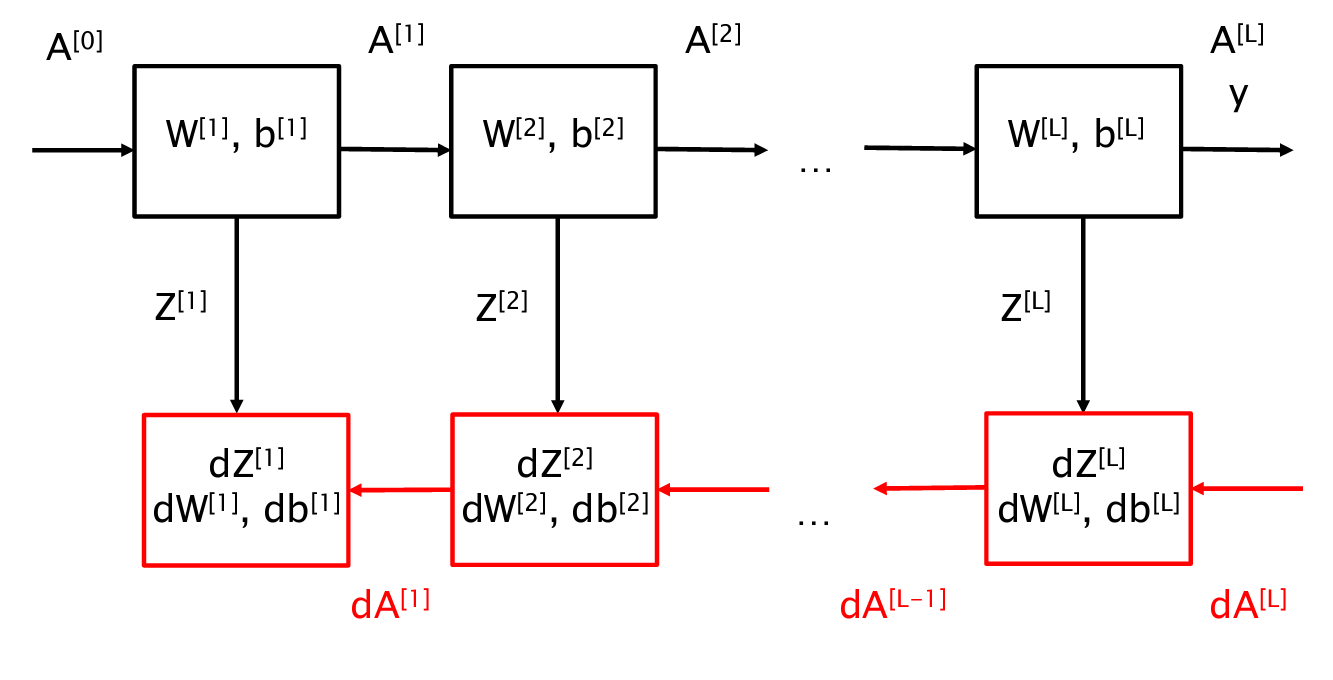 A[0] A[1] A[2] A[L]
y
W[1], b[1] W[2], b[2] W[L], b[L]
...
Z[1] Z[2] Z[L]
dZ[1] dZ[2] dZ[L]
dW[1], db[1] dW[2], db[2] dW[L], db[L]
...
dA[1] dA[L-1] dA[L]